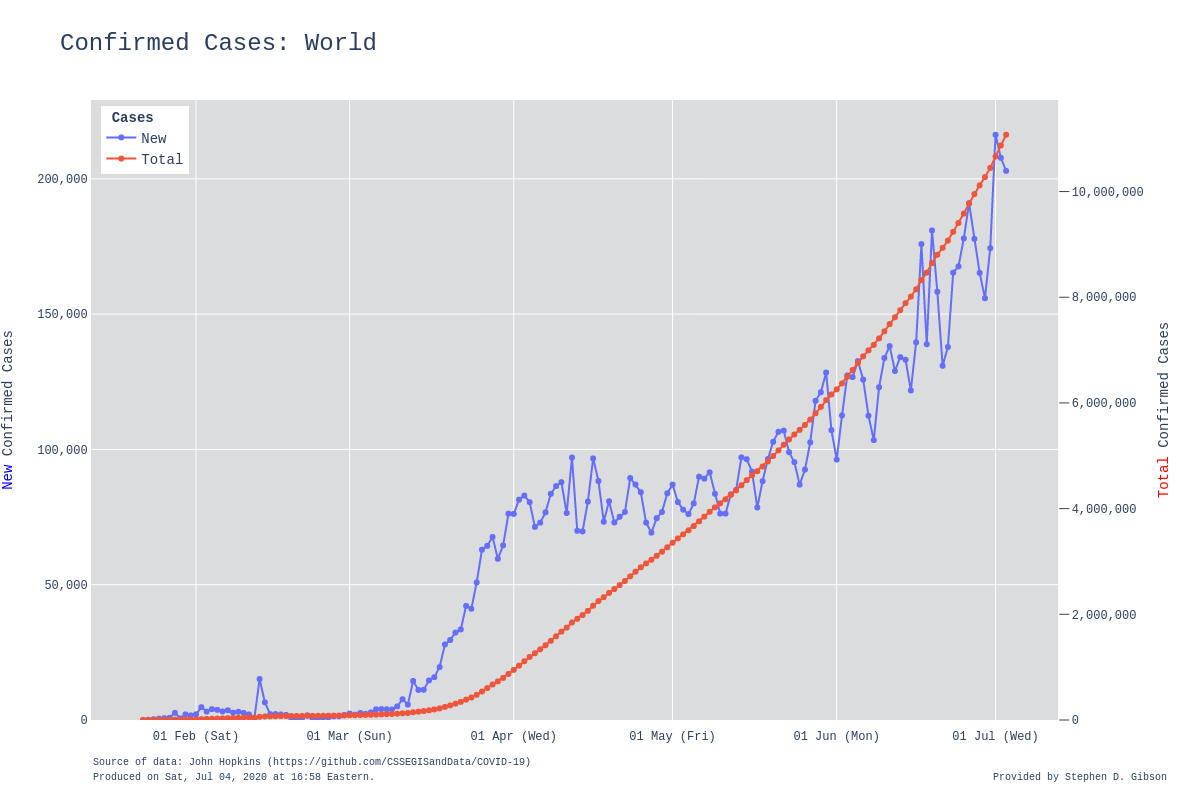 Confirmed Cases: World
Cases
New
Total
200,000
150,000
100,000
50,000
0
New Confirmed Cases
10,000,000
8,000,000
6,000,000
4,000,000
2,000,000
0
Total Confirmed Cases
01 Feb (Sat)
01 Mar (Sun)
01 Apr (Wed)
01 May (Fri)
01 Jun (Mon)
01 Jul (Wed)
Source of data: John Hopkins (https://github.com/CSSEGISandData/COVID-19)
Produced on Sat, Jul 04, 2020 at 16:58 Eastern.
Provided by Stephen D. Gibson